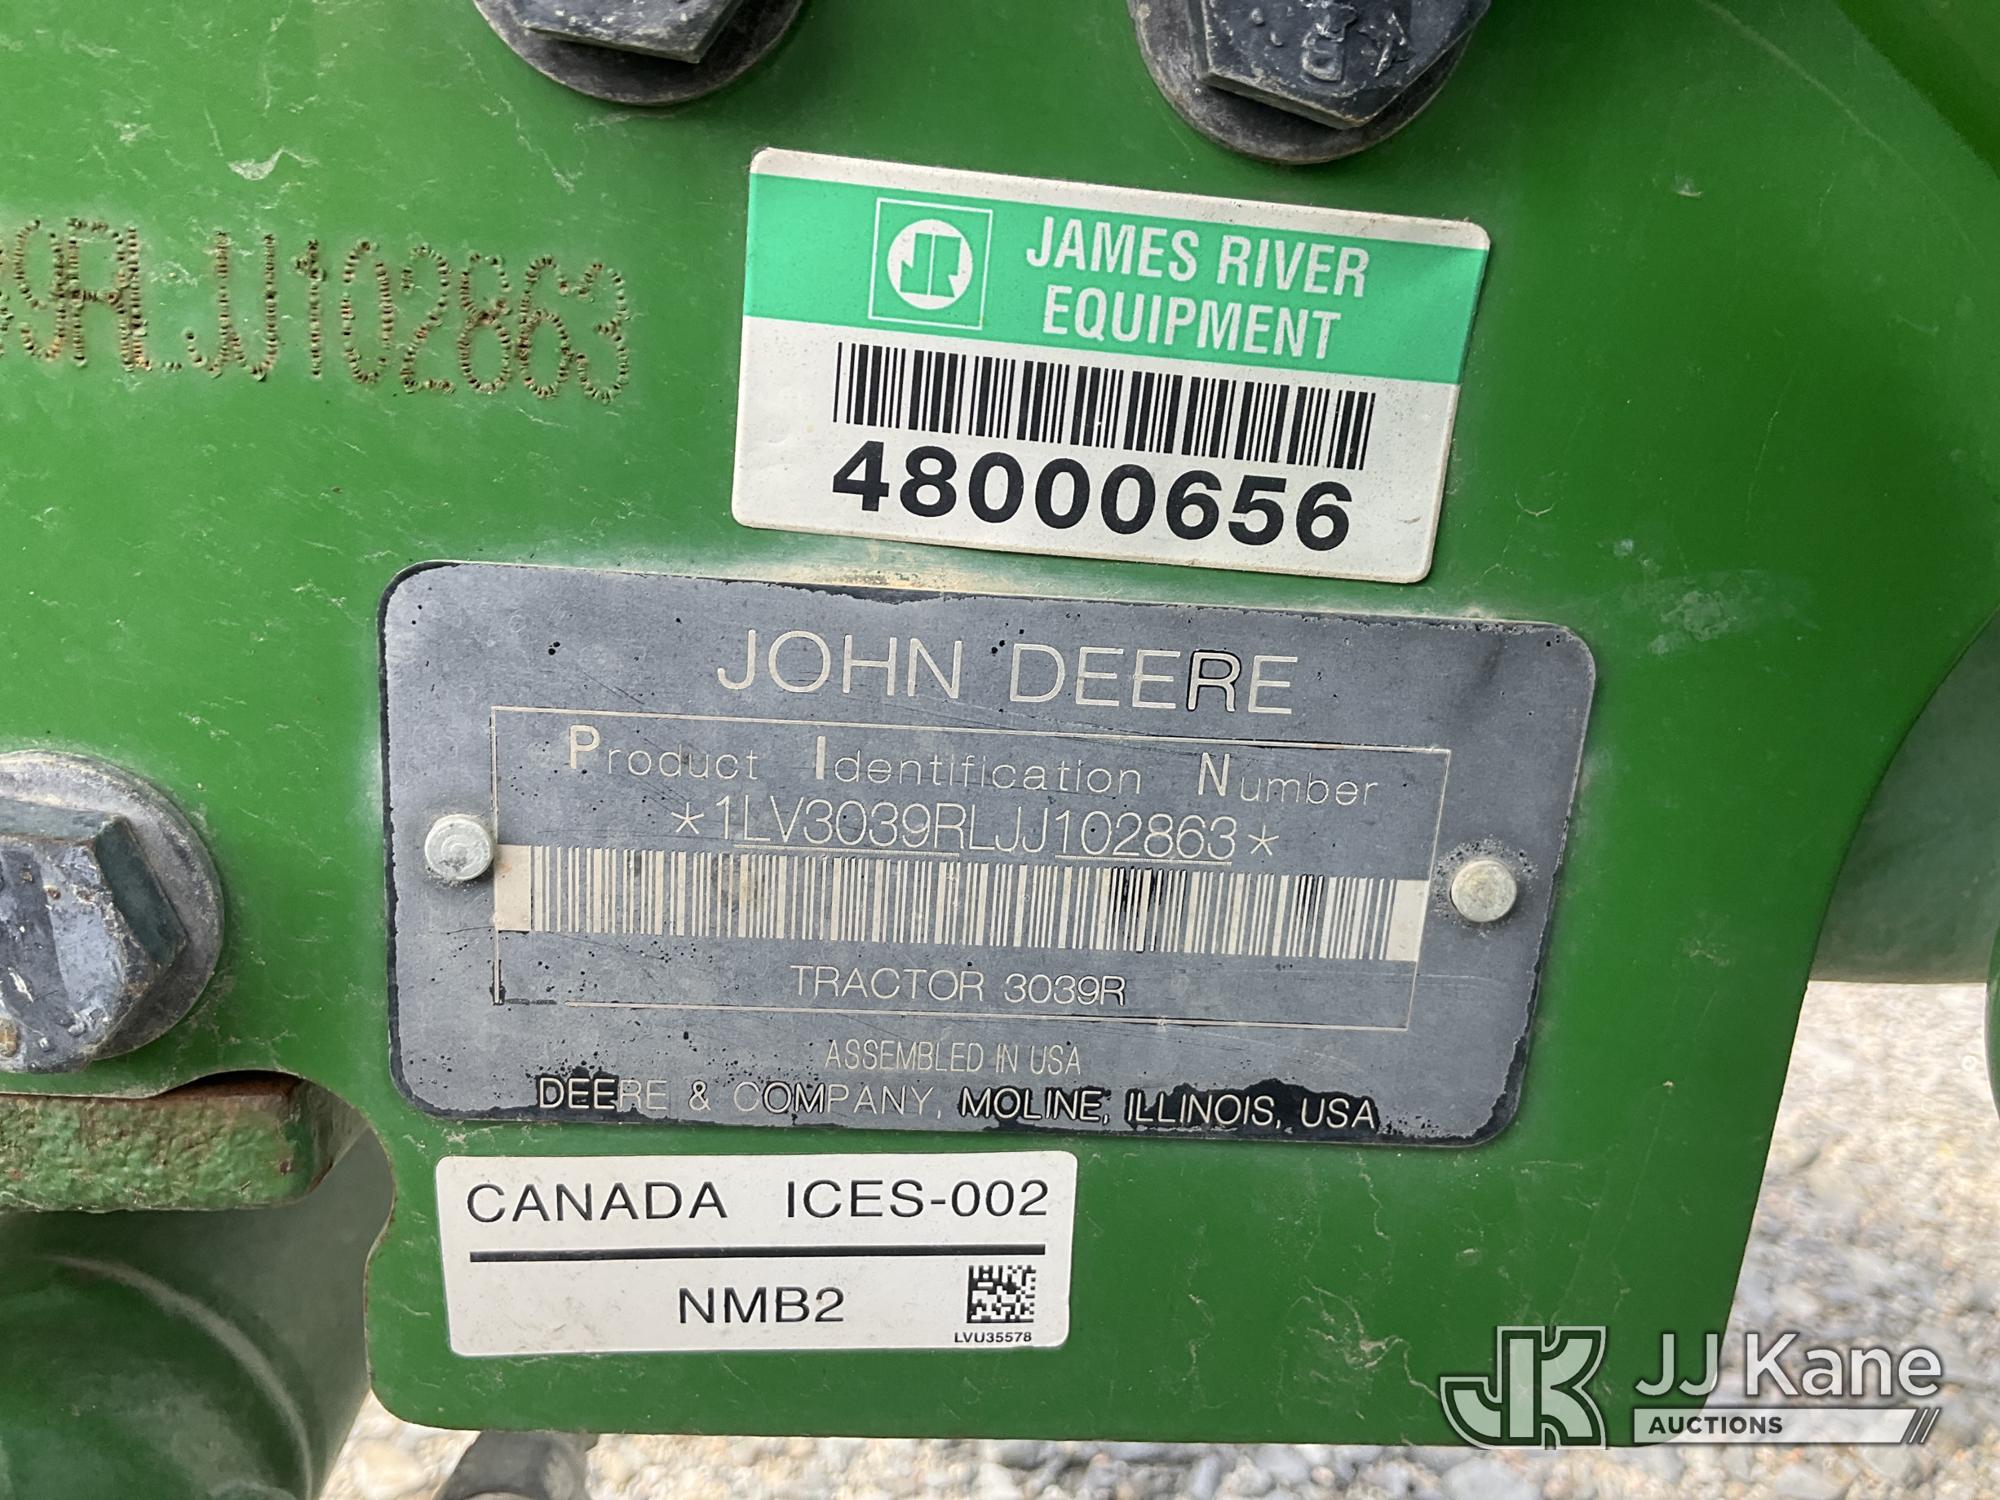 JAMES RIVER
EQUIPMENT
48000656
39RLJJ102863
JOHN DEERE
Product Identification Number
*1LV3039RLJJ102863*
TRACTOR 3039R
ASSEMBLED IN USA
DEERE & COMPANY, MOLINE, ILLINOIS, USA
CANADA ICES-002
NMB2
LVU35578
JJ Kane
AUCTIONS